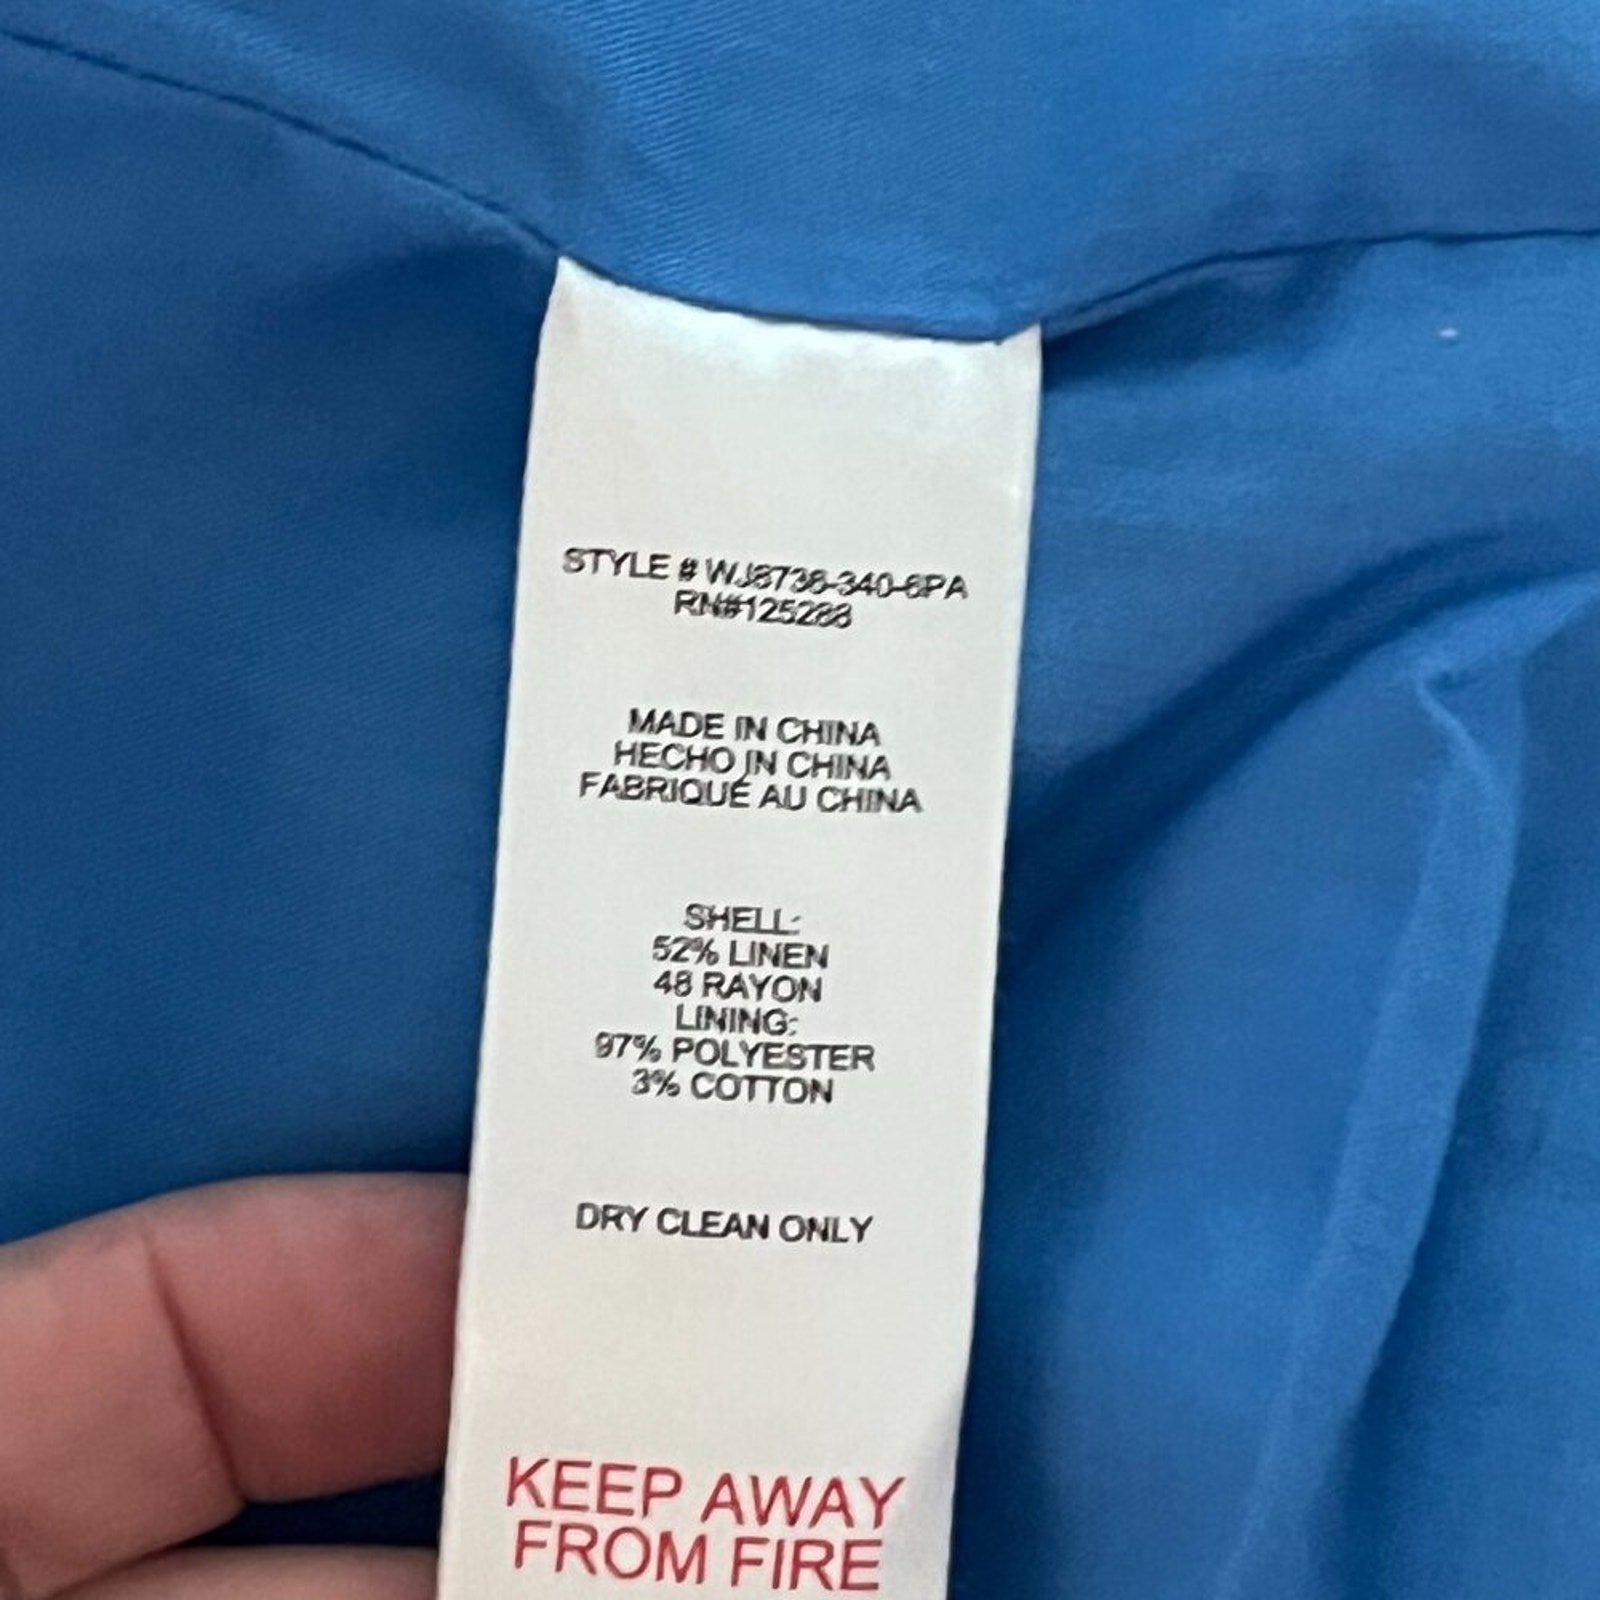 STYLE # WJ8736-340-6PA
RN#125288
MADE IN CHINA
HECHO IN CHINA
FABRIQUÉ AU CHINA
SHELL:
52% LINEN
48 RAYON
LINING:
97% POLYESTER
3% COTTON
DRY CLEAN ONLY
KEEP AWAY
FROM FIRE